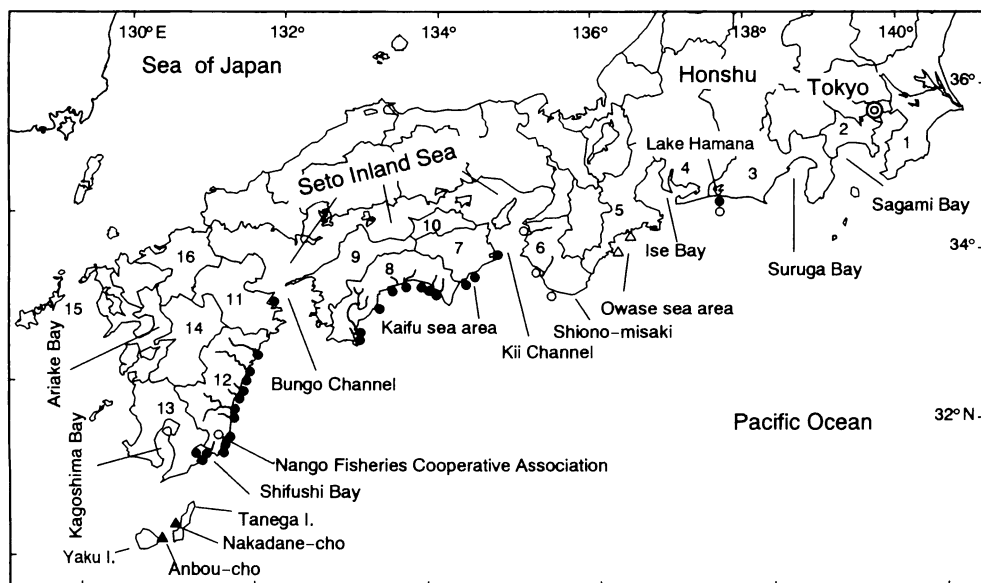 130°E
132°
134°
136°
138°
140°
Sea of Japan
Honshu
Tokyo
36°
2
1
Lake Hamana
Seto Inland Sea
4
3
5
Sagami Bay
10
34°
16
9
7
6
Ise Bay
Suruga Bay
8
15
11
Owase sea area
Kaifu sea area
Shiono-misaki
14
Kii Channel
Ariake Bay
12
Bungo Channel
13
Pacific Ocean
32°N
Kagoshima Bay
Nango Fisheries Cooperative Association
Shifushi Bay
Tanega I.
Nakadane-cho
Yaku I.
Anbou-cho